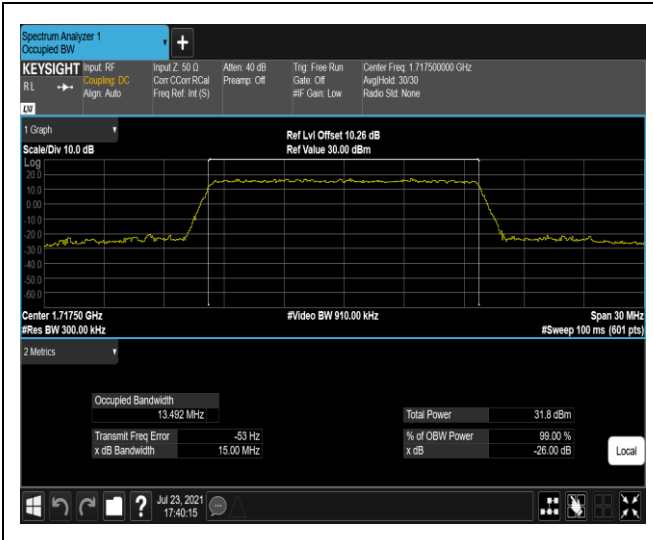 Spectrum Analyzer 1
Occupied BW
+
KEYSIGHT
RL
LXI
Input: RF
Coupling: DC
Align: Auto
Input Z: 50 Ω
Corr CCorr RCal
Freq Ref: Int (S)
Atten: 40 dB
Preamp: Off
Trig: Free Run
Gate: Off
#IF Gain: Low
Center Freq: 1.717500000 GHz
Avg|Hold: 30/30
Radio Std: None
1 Graph
Scale/Div 10.0 dB
Ref Lvl Offset 10.26 dB
Ref Value 30.00 dBm
Log
20.0
10.0
0.00
-10.0
-20.0
-30.0
-40.0
-50.0
-60.0
Center 1.71750 GHz
#Video BW 910.00 kHz
Span 30 MHz
#Res BW 300.00 kHz
#Sweep 100 ms (601 pts)
2 Metrics
Occupied Bandwidth
13.492 MHz
Total Power 31.8 dBm
Transmit Freq Error -53 Hz
% of OBW Power 99.00 %
x dB Bandwidth 15.00 MHz
x dB -26.00 dB
Local
?
Jul 23, 2021
17:40:15